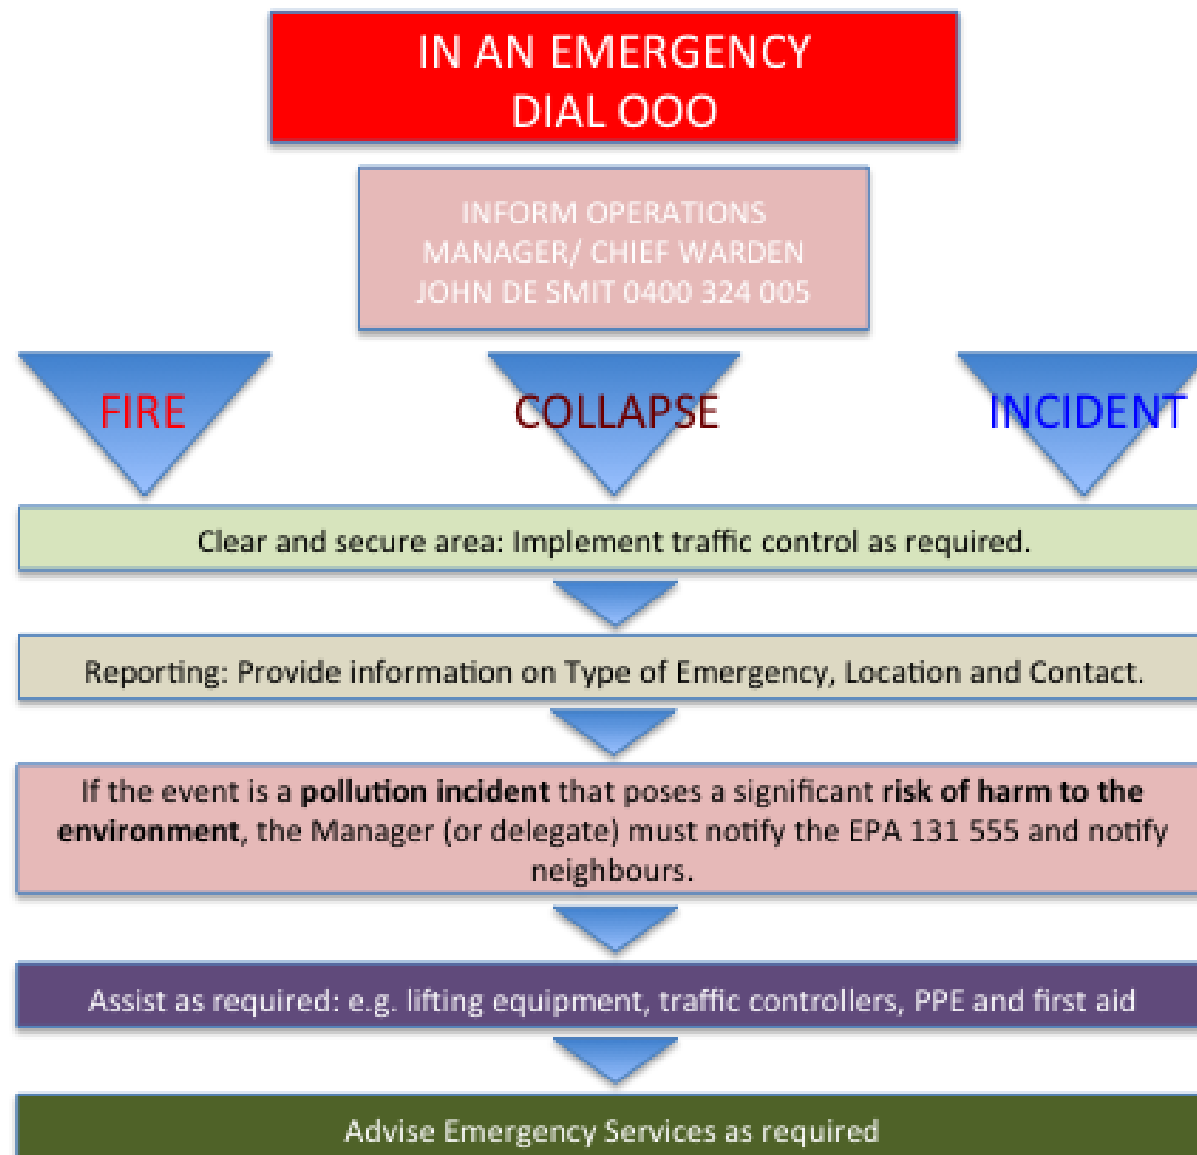 IN AN EMERGENCY
DIAL OOO
INFORM OPERATIONS
MANAGER/ CHIEF WARDEN
JOHN DE SMIT 0400 324 005
FIRE
COLLAPSE
INCIDENT
Clear and secure area: Implement traffic control as required.
Reporting: Provide information on Type of Emergency, Location and Contact.
If the event is a pollution incident that poses a significant risk of harm to the
environment, the Manager (or delegate) must notify the EPA 131 555 and notify
neighbours.
Assist as required: e.g. lifting equipment, traffic controllers, PPE and first aid
Advise Emergency Services as required